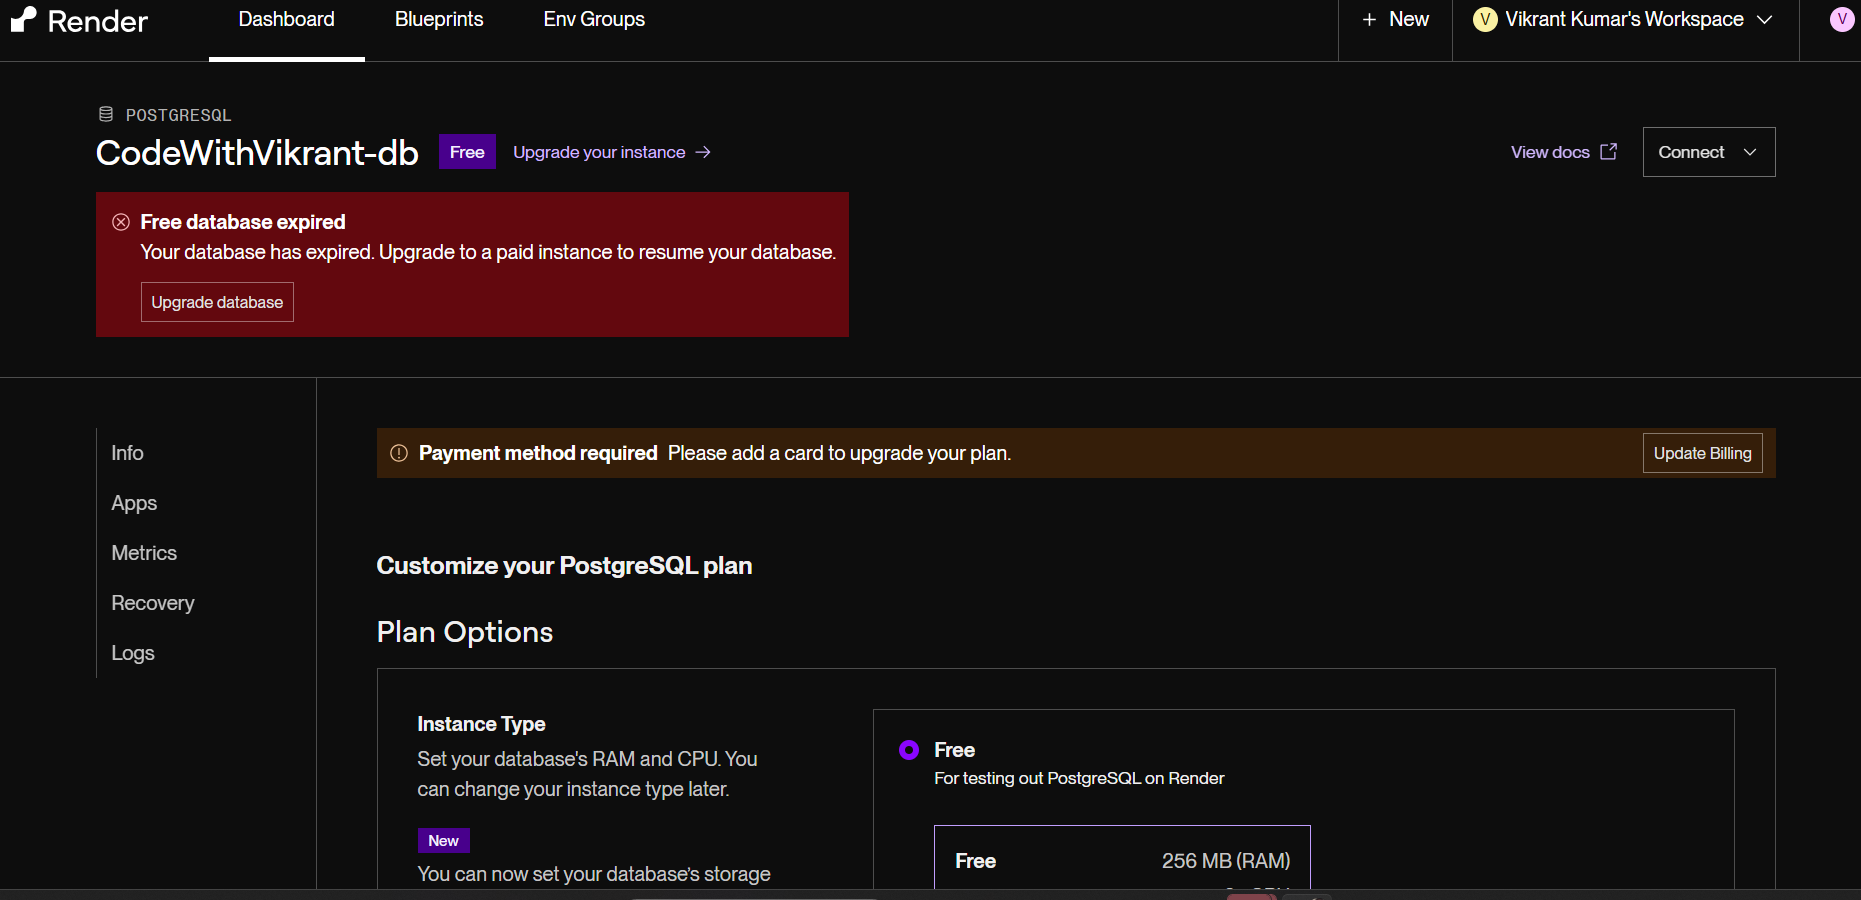 Render
Dashboard
Blueprints
Env Groups
+ New
V Vikrant Kumar's Workspace
V
POSTGRESQL
CodeWithVikrant-db
Free
Upgrade your instance →
View docs
Connect
Free database expired
Your database has expired. Upgrade to a paid instance to resume your database.
Upgrade database
Info
Apps
Metrics
Recovery
Logs
Payment method required Please add a card to upgrade your plan.
Update Billing
Customize your PostgreSQL plan
Plan Options
Instance Type
Set your database's RAM and CPU. You
can change your instance type later.
New
You can now set your database's storage
Free
For testing out PostgreSQL on Render
Free
256 MB (RAM)